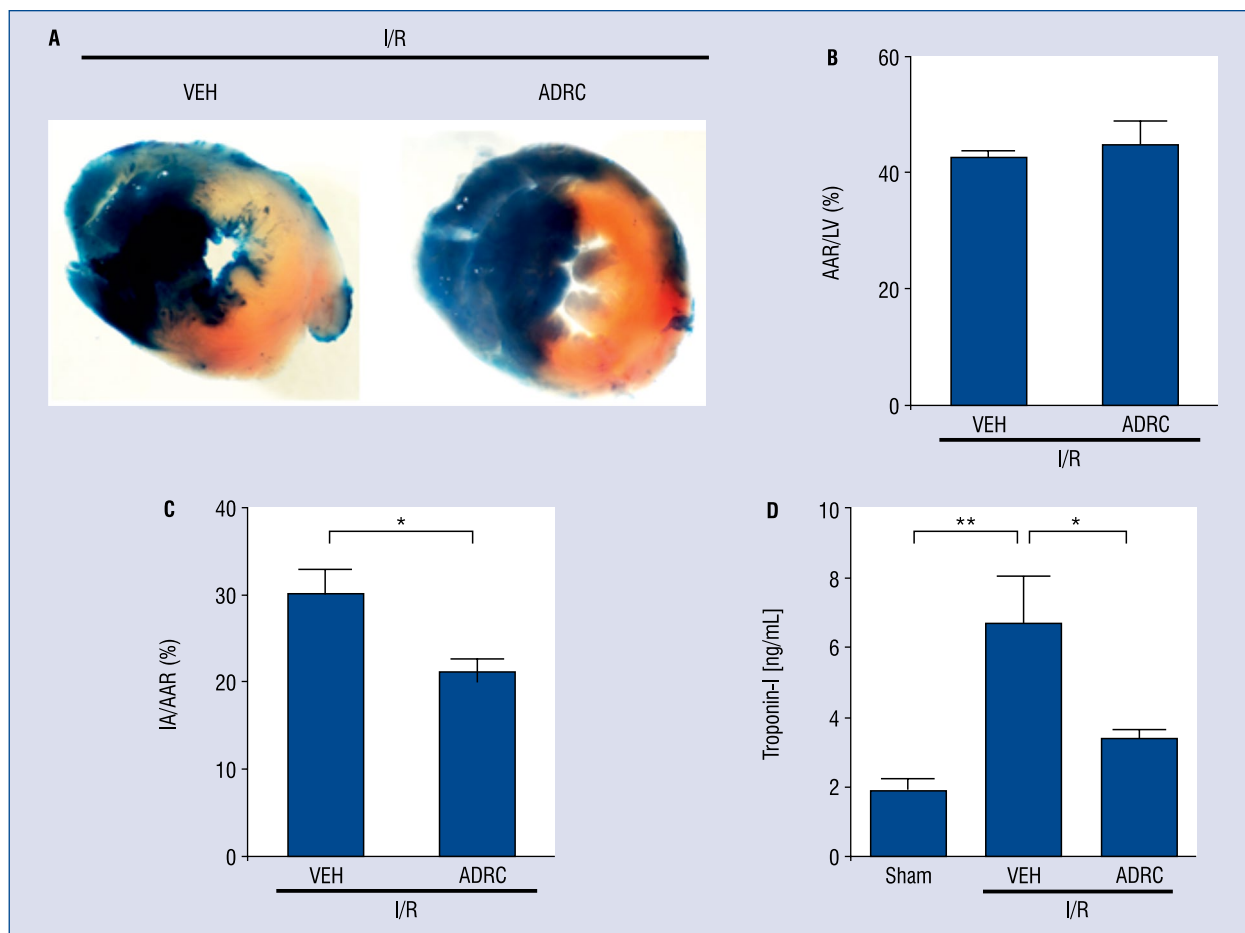 A
I/R
VEH ADRC
B
AAR/LV (%)
60
40
20
0
VEH ADRC
I/R
C
IA/AAR (%)
40
30
20
10
0
*
VEH ADRC
I/R
D
Troponin-I [ng/mL]
10
8
6
4
2
0
** *
Sham VEH ADRC
I/R